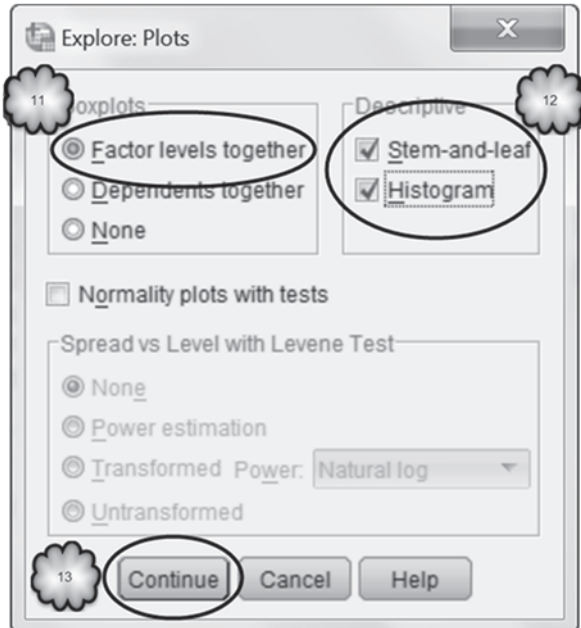 Explore: Plots
X
11
oxplots
Descriptive
12
Factor levels together
Stem-and-leaf
Dependents together
Histogram
None
Normality plots with tests
Spread vs Level with Levene Test
None
Power estimation
Transformed Power: Natural log
Untransformed
13
Continue Cancel Help